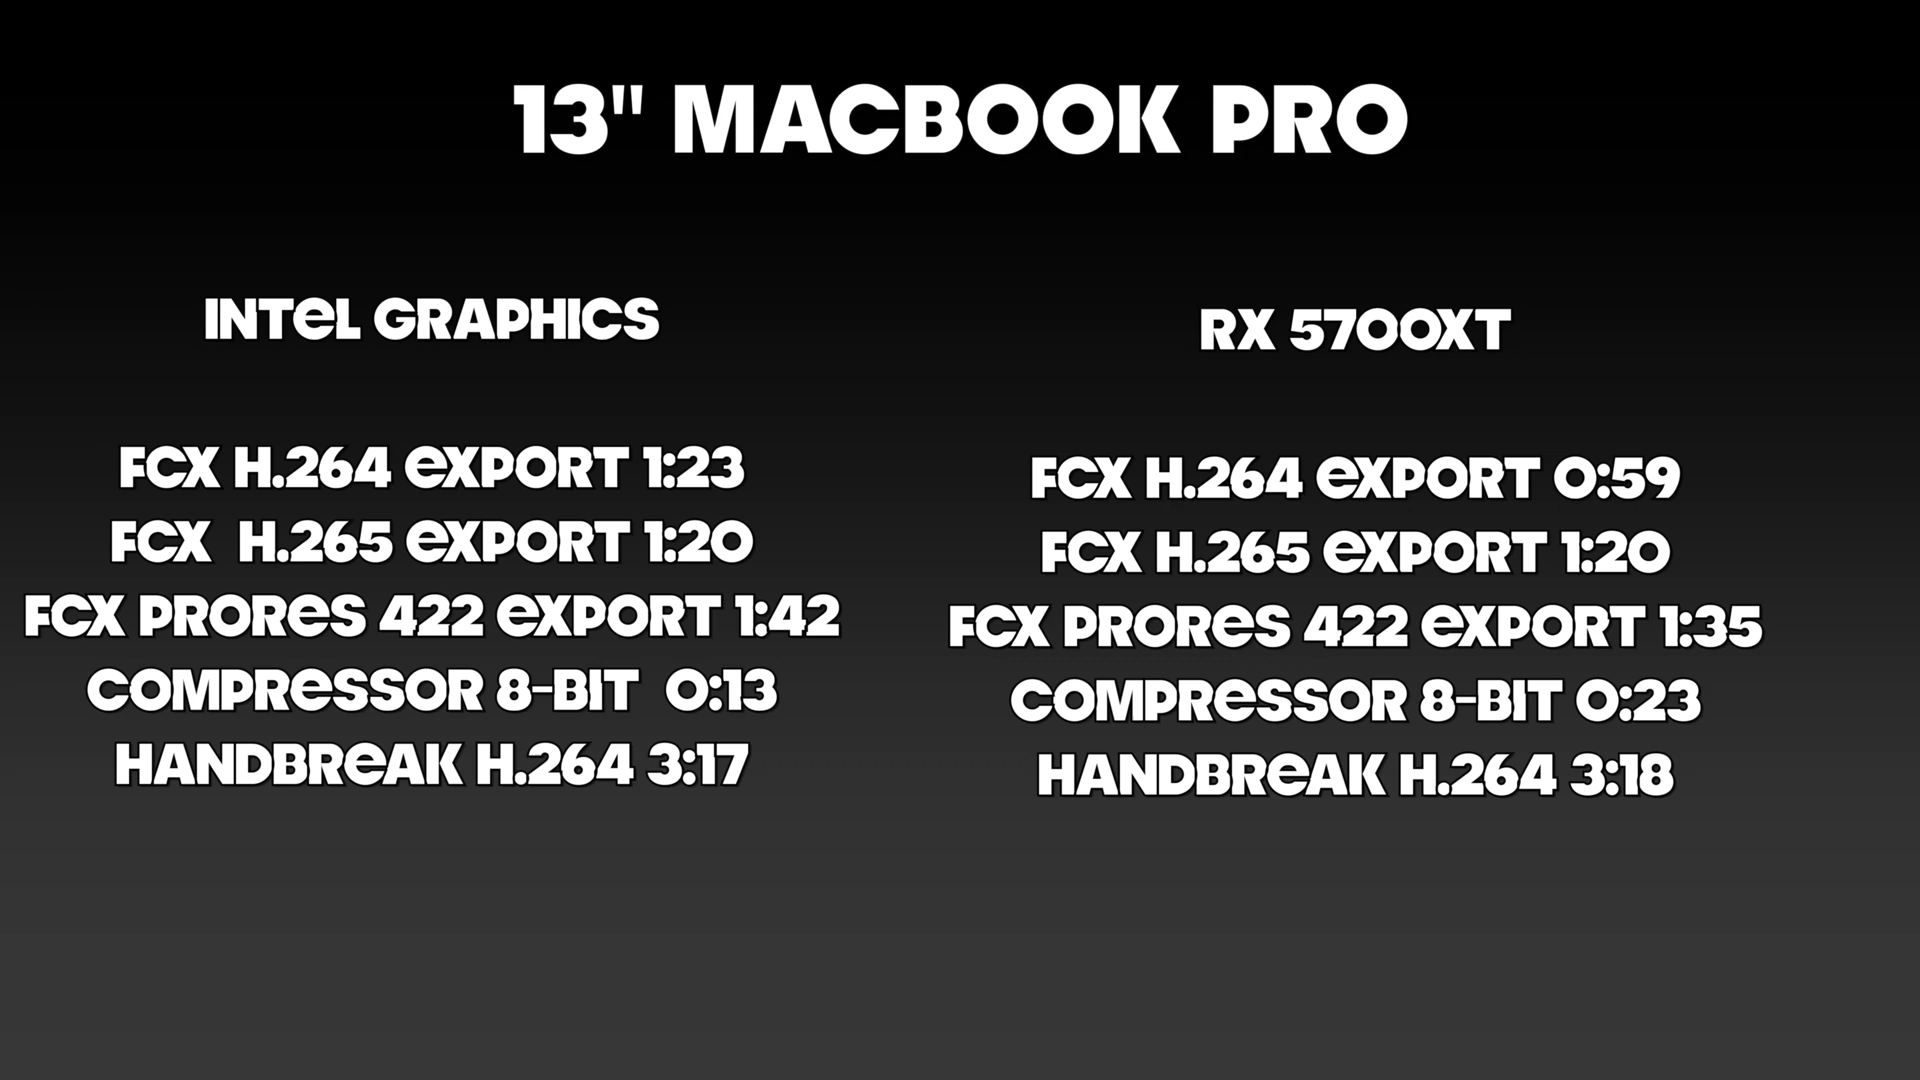 13" MACBOOK PRO
INTEL GRAPHICS
FCX H.264 EXPORT 1:23
FCX  H.265 EXPORT 1:20
FCX PRORES 422 EXPORT 1:42
COMPRESSOR 8-BIT  0:13
HANDBREAK H.264 3:17
RX 5700XT
FCX H.264 EXPORT 0:59
FCX H.265 EXPORT 1:20
FCX PRORES 422 EXPORT 1:35
COMPRESSOR 8-BIT 0:23
HANDBREAK H.264 3:18